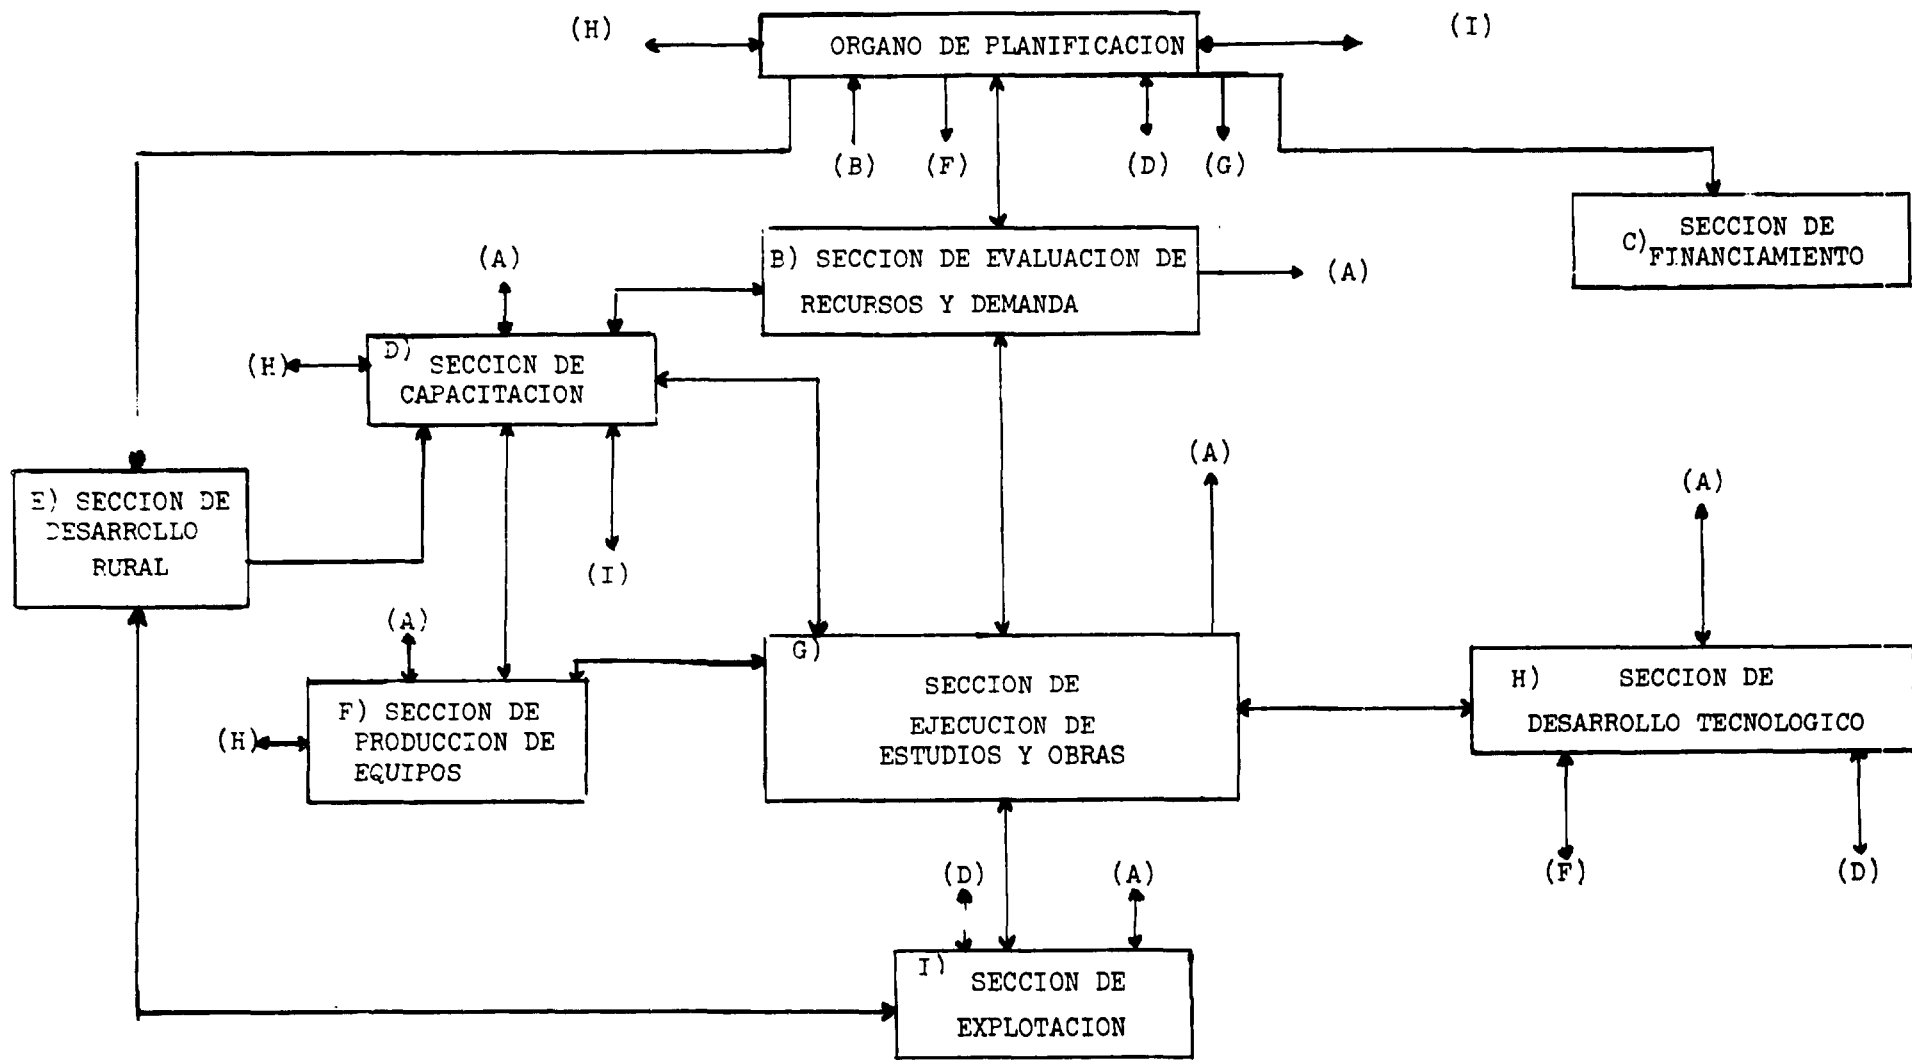 (H)
ORGANO DE PLANIFICACION
(I)
(B)
(F)
(D)
(G)
C) SECCION DE
FINANCIAMIENTO
B) SECCION DE EVALUACION DE
RECURSOS Y DEMANDA
(A)
(A)
D)
SECCION DE
CAPACITACION
(H)
(I)
E) SECCION DE
DESARROLLO
RURAL
(A)
(A)
(A)
F) SECCION DE
PRODUCCION DE
EQUIPOS
(H)
G)
SECCION DE
EJECUCION DE
ESTUDIOS Y OBRAS
H) SECCION DE
DESARROLLO TECNOLOGICO
(F)
(D)
(D)
(A)
I)
SECCION DE
EXPLOTACION